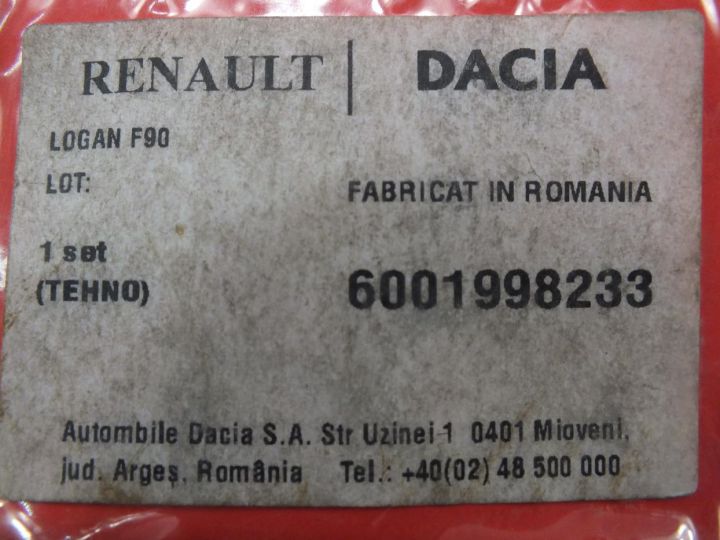 RENAULT | DACIA
LOGAN F90
LOT:
FABRICAT IN ROMANIA
1 set
(TEHNO)
6001998233
Autombile Dacia S.A. Str Uzinei 1 0401 Mioveni,
jud. Argeş, România Tel.: +40(02) 48 500 000